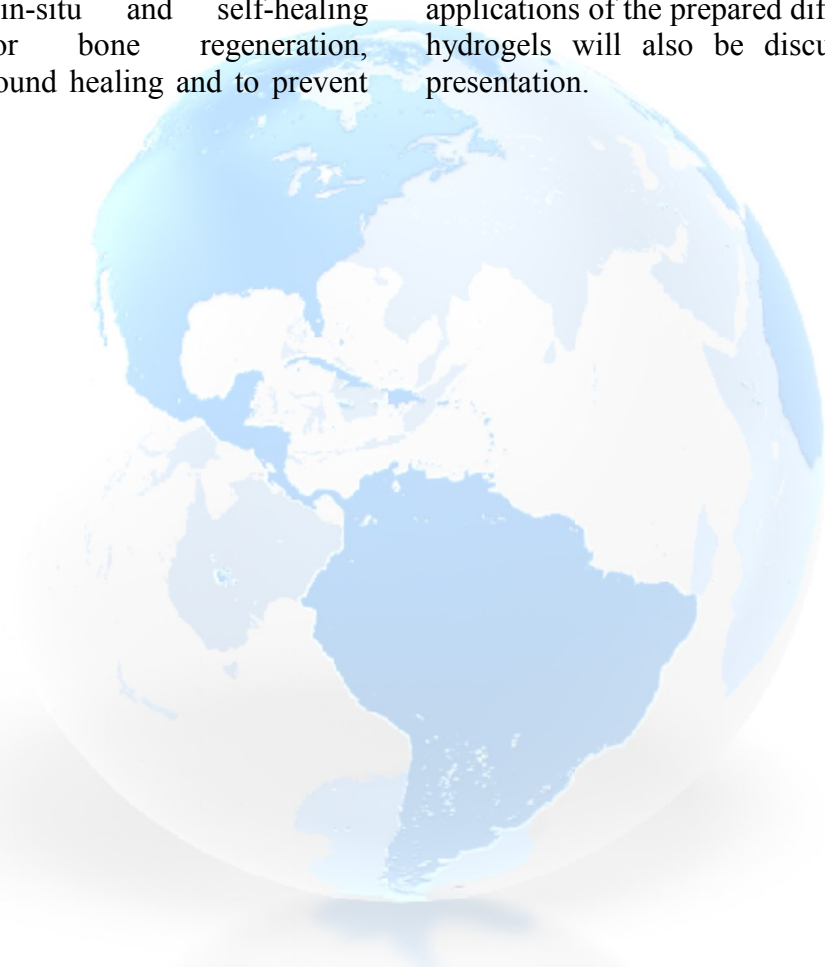 in-situ and self-healing
or bone regeneration,
ound healing and to prevent
applications of the prepared dif
hydrogels will also be discu
presentation.